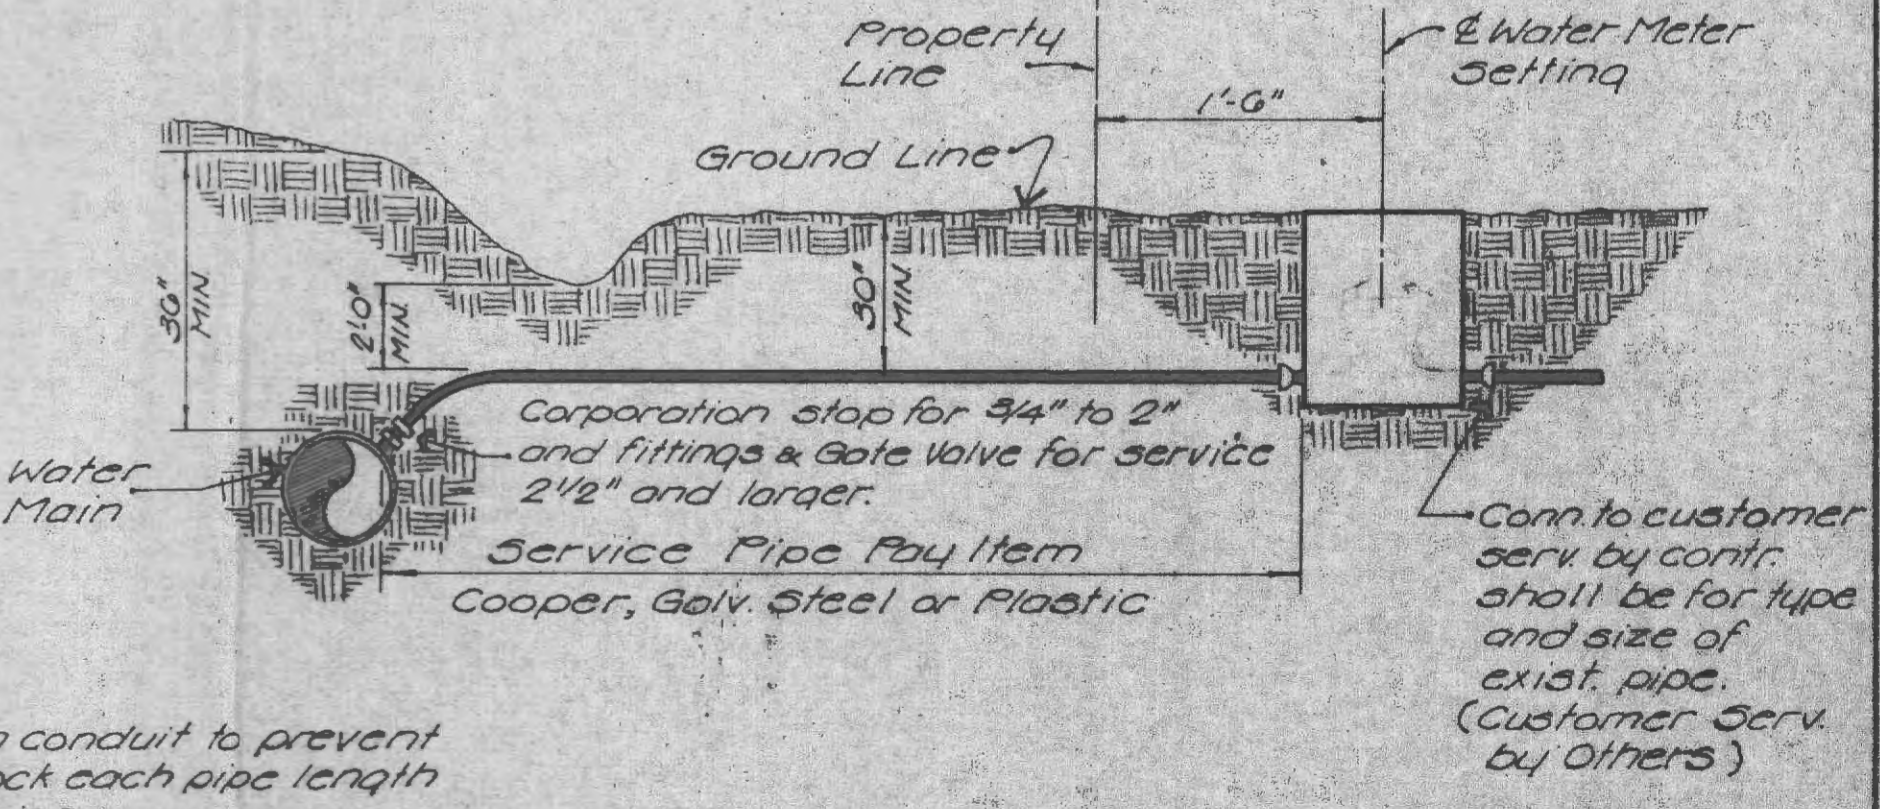 Property
Line
℄ Water Meter
Setting
1'-6"
Ground Line
36"
MIN
2'0"
MIN.
30"
MIN.
Corporation stop for 3/4" to 2"
and fittings & Gate Valve for service
2 1/2" and larger.
Water
Main
Service Pipe Pay Item
Cooper, Galv. Steel or Plastic
Conn. to customer
serv. by contr.
shall be for type
and size of
exist. pipe.
(Customer Serv.
by Others)
conduit to prevent
each pipe length